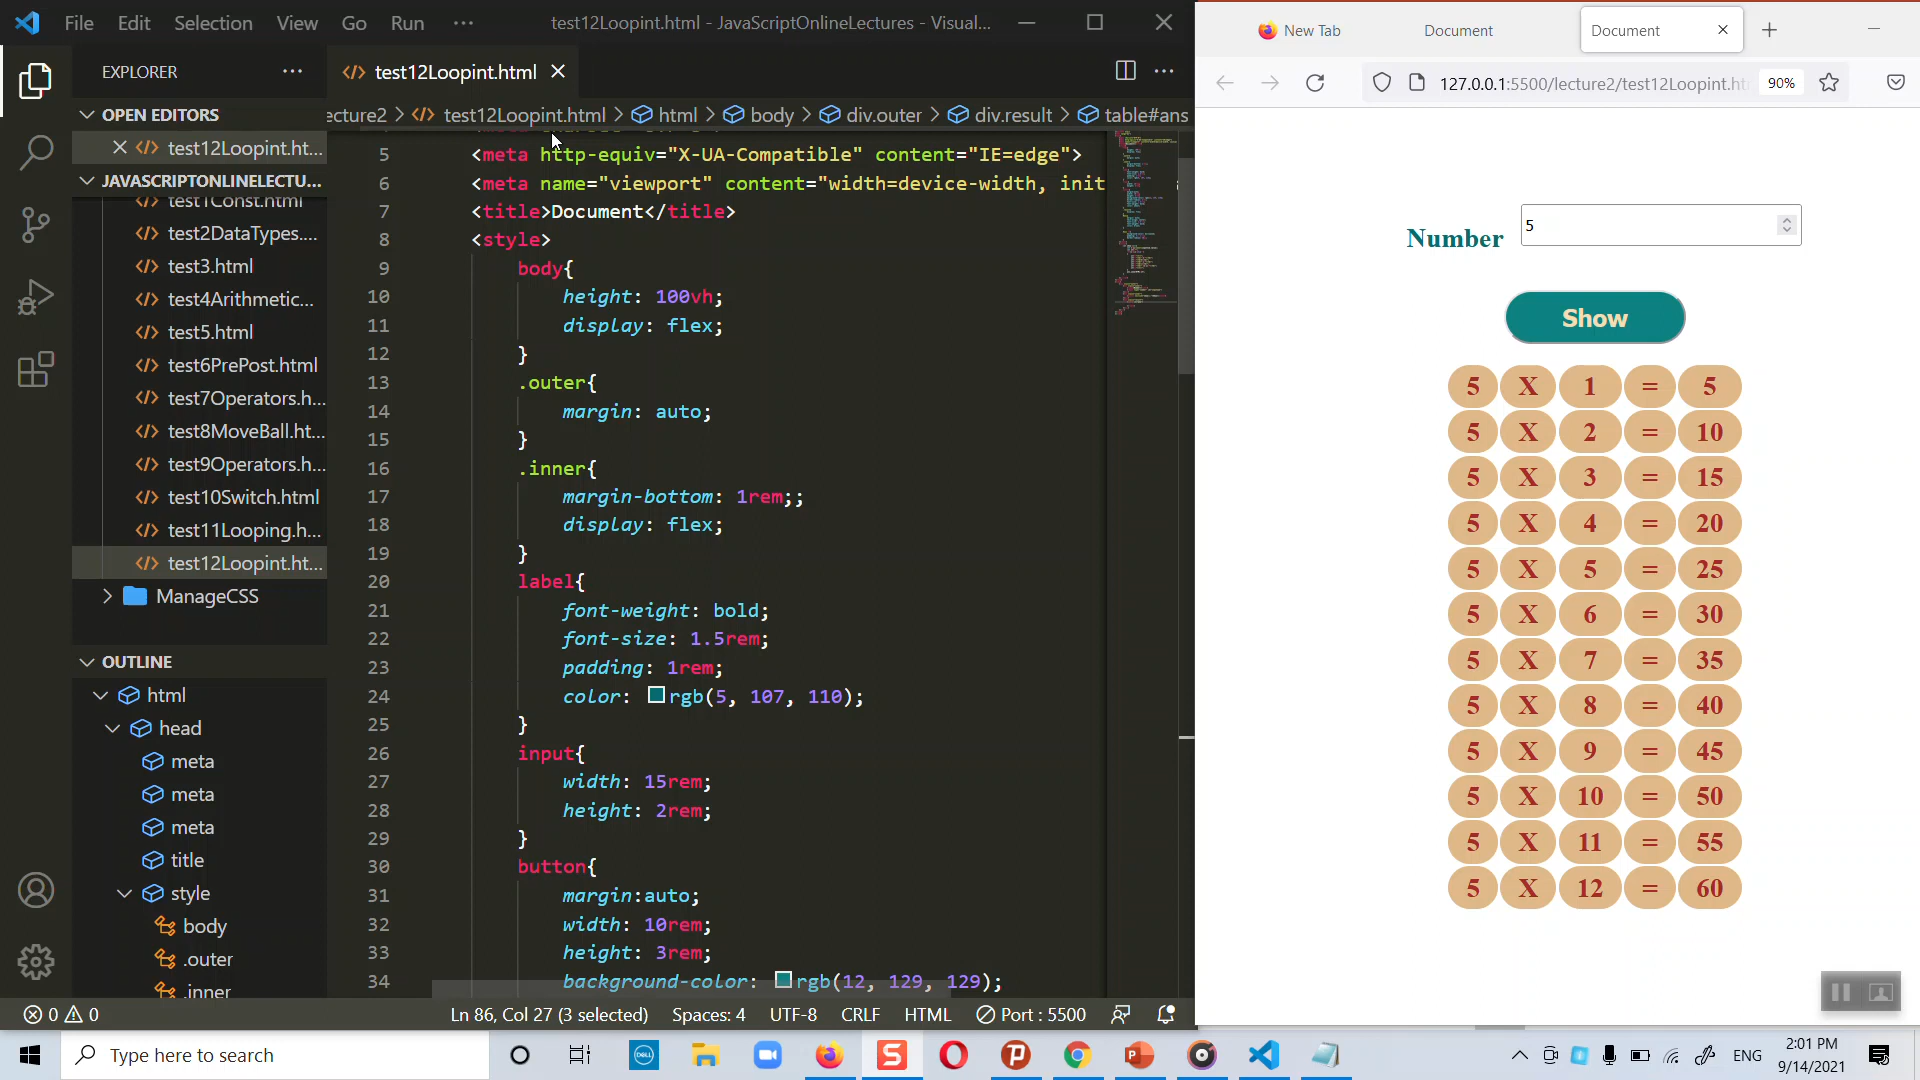 File Edit Selection View Go Run ··· test12Loopint.html - JavaScriptOnlineLectures - Visual...
EXPLORER
OPEN EDITORS
test12Loopint.ht...
JAVASCRIPTONLINELECTU...
test1Const.html
test2DataTypes....
test3.html
test4Arithmetic...
test5.html
test6PrePost.html
test7Operators.h...
test8MoveBall.ht...
test9Operators.h...
test10Switch.html
test11Looping.h...
test12Loopint.ht...
ManageCSS
OUTLINE
html
head
meta
meta
meta
title
style
body
.outer
.inner
test12Loopint.html
ecture2 > test12Loopint.html > html > body > div.outer > div.result > table#ans
5 <meta http-equiv="X-UA-Compatible" content="IE=edge">
6 <meta name="viewport" content="width=device-width, init
7 <title>Document</title>
8 <style>
9 body{
10 height: 100vh;
11 display: flex;
12 }
13 .outer{
14 margin: auto;
15 }
16 .inner{
17 margin-bottom: 1rem;;
18 display: flex;
19 }
20 label{
21 font-weight: bold;
22 font-size: 1.5rem;
23 padding: 1rem;
24 color: rgb(5, 107, 110);
25 }
26 input{
27 width: 15rem;
28 height: 2rem;
29 }
30 button{
31 margin:auto;
32 width: 10rem;
33 height: 3rem;
34 background-color: rgb(12, 129, 129);
0 0 Ln 86, Col 27 (3 selected) Spaces: 4 UTF-8 CRLF HTML Port : 5500
New Tab Document Document
127.0.0.1:5500/lecture2/test12Loopint.ht 90%
Number 5
Show
5 X 1 = 5
5 X 2 = 10
5 X 3 = 15
5 X 4 = 20
5 X 5 = 25
5 X 6 = 30
5 X 7 = 35
5 X 8 = 40
5 X 9 = 45
5 X 10 = 50
5 X 11 = 55
5 X 12 = 60
Type here to search
DELL
ENG
2:01 PM
9/14/2021